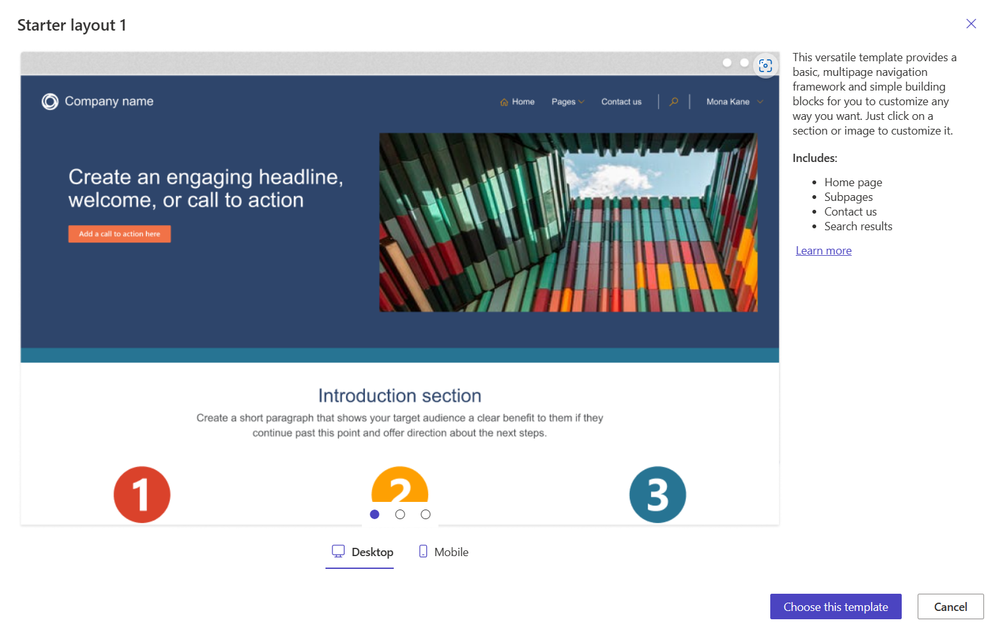 Starter layout 1
Company name
Home Pages Contact us Mona Kane
Create an engaging headline,
welcome, or call to action
Add a call to action here
Introduction section
Create a short paragraph that shows your target audience a clear benefit to them if they
continue past this point and offer direction about the next steps.
1 2 3
Desktop Mobile
This versatile template provides a
basic, multipage navigation
framework and simple building
blocks for you to customize any
way you want. Just click on a
section or image to customize it.
Includes:
• Home page
• Subpages
• Contact us
• Search results
Learn more
Choose this template Cancel